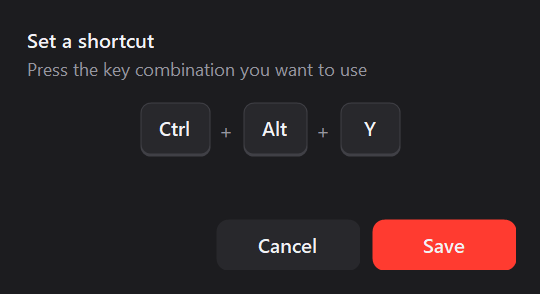 Set a shortcut
Press the key combination you want to use
Ctrl + Alt + Y
Cancel Save